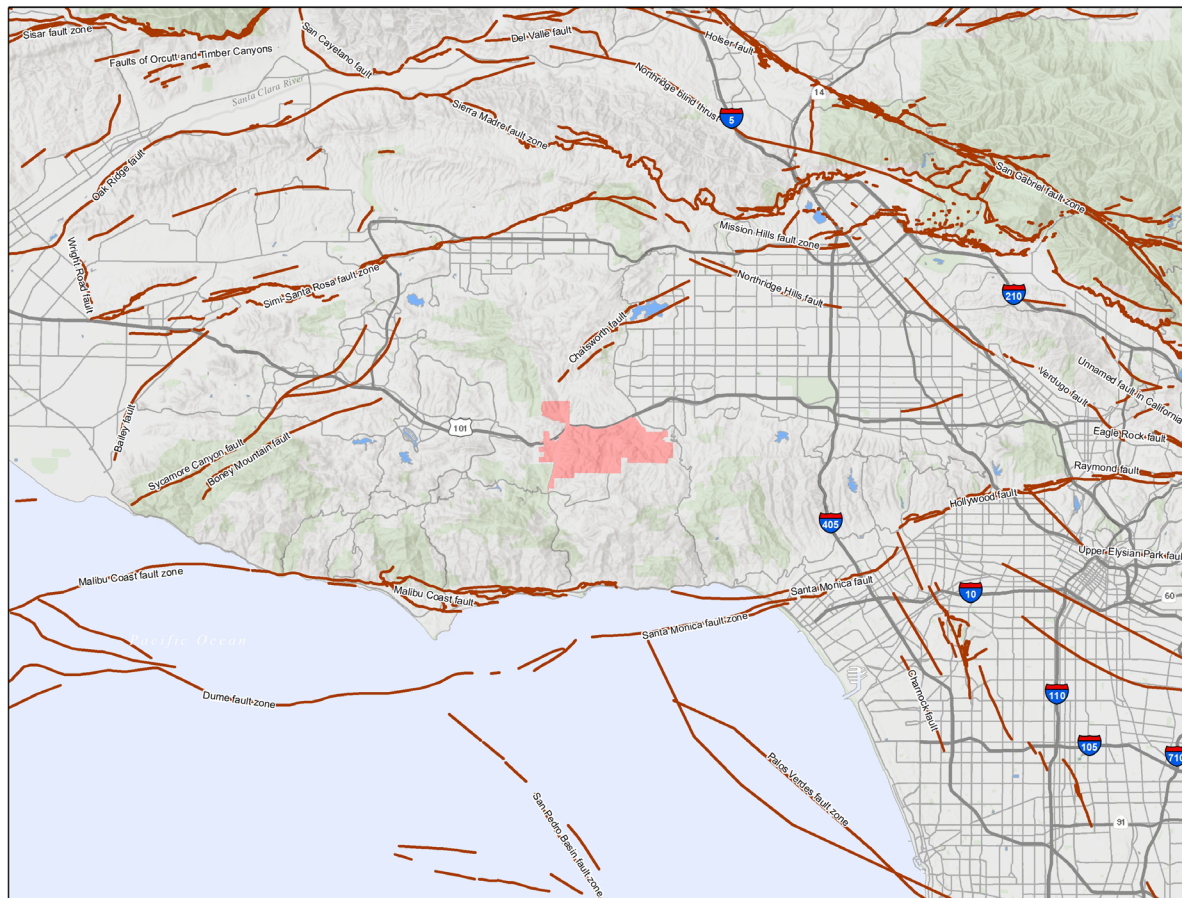 Sisar fault zone
Faults of Orcutt and Timber Canyons
San Cayetano fault
Del Valle fault
Holser fault
Santa Clara River
Northridge blind thrust
14
5
Sierra Madre fault zone
Oak Ridge fault
San Gabriel fault zone
Wright Road fault
Mission Hills fault zone
Simi-Santa Rosa fault zone
Northridge Hills fault
210
Chatsworth fault
Unnamed fault in California
Verdugo fault
Bailey fault
101
Eagle Rock fault
Sycamore Canyon fault
Boney Mountain fault
Raymond fault
Hollywood fault
405
Upper Elysian Park fault
Malibu Coast fault zone
Malibu Coast fault
Santa Monica fault
10
60
Santa Monica fault zone
Pacific Ocean
Dume fault zone
Charnock fault
110
105
710
Palos Verdes fault zone
San Pedro Basin fault zone
91